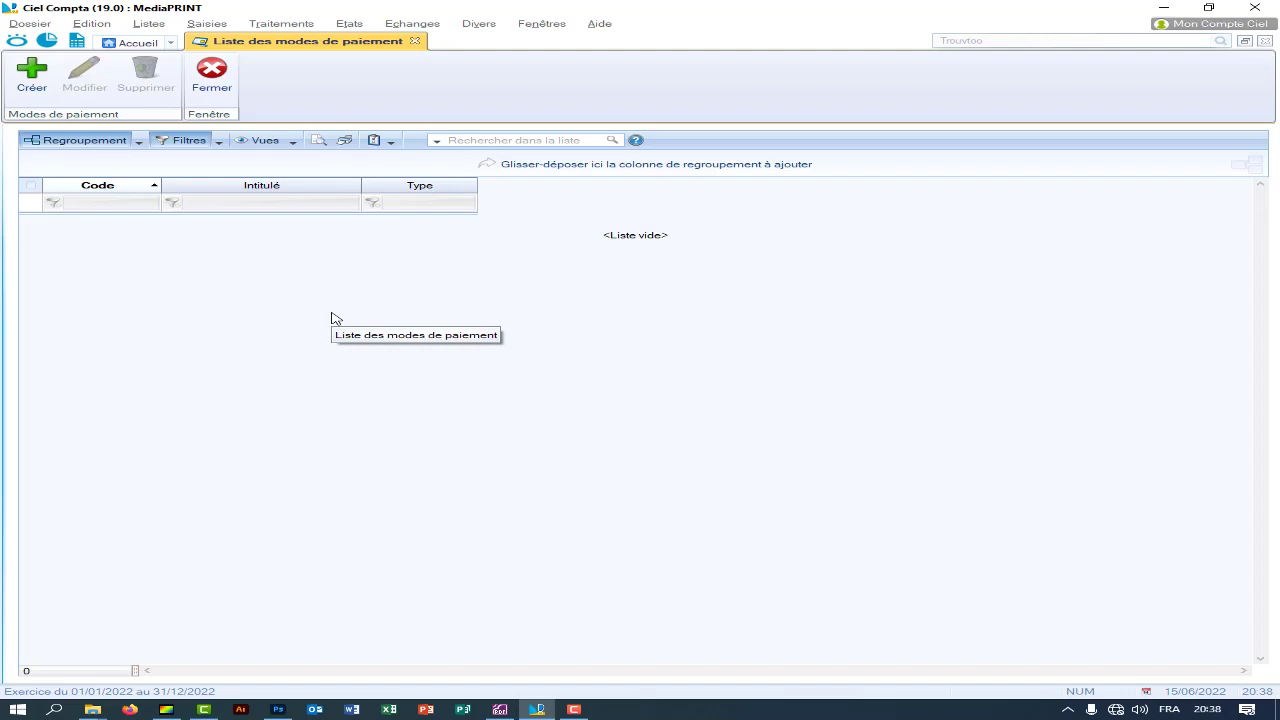 Ciel Compta (19.0) : MediaPRINT
Dossier Edition Listes Saisies Traitements Etats Echanges Divers Fenêtres Aide
Mon Compte Ciel
Accueil Liste des modes de paiement
Trouvtoo
Créer Modifier Supprimer Fermer
Modes de paiement Fenêtre
Regroupement Filtres Vues Rechercher dans la liste
Glisser-déposer ici la colonne de regroupement à ajouter
Code Intitulé Type
<Liste vide>
Liste des modes de paiement
0
Exercice du 01/01/2022 au 31/12/2022 NUM 15/06/2022 20:38
FRA 20:38